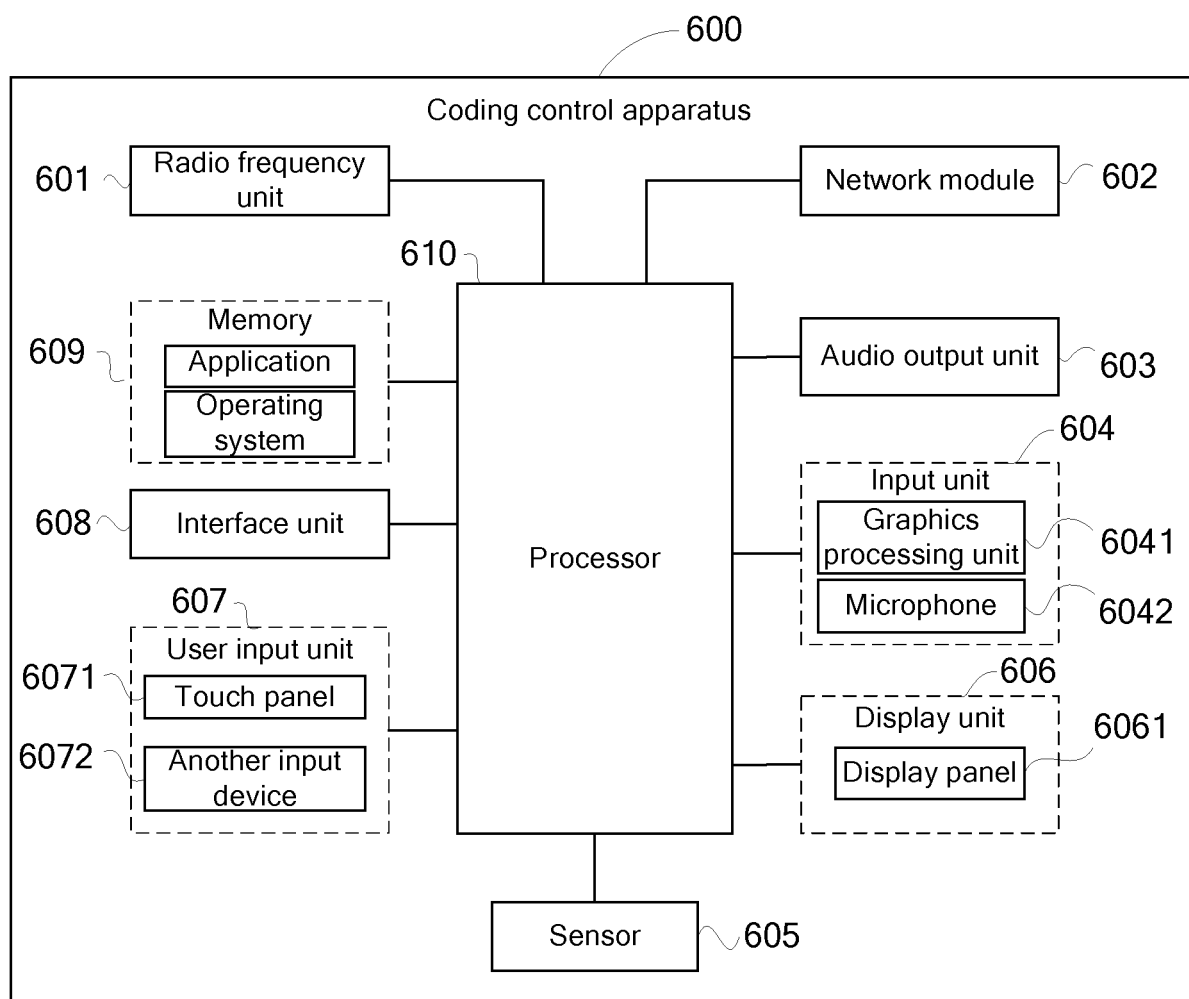 600
Coding control apparatus
601
Radio frequency
unit
Network module
602
610
Memory
Application
Operating
system
609
Audio output unit
603
604
Input unit
Graphics
processing unit
6041
Microphone
6042
608
Interface unit
Processor
607
User input unit
6071
Touch panel
6072
Another input
device
606
Display unit
6061
Display panel
Sensor
605